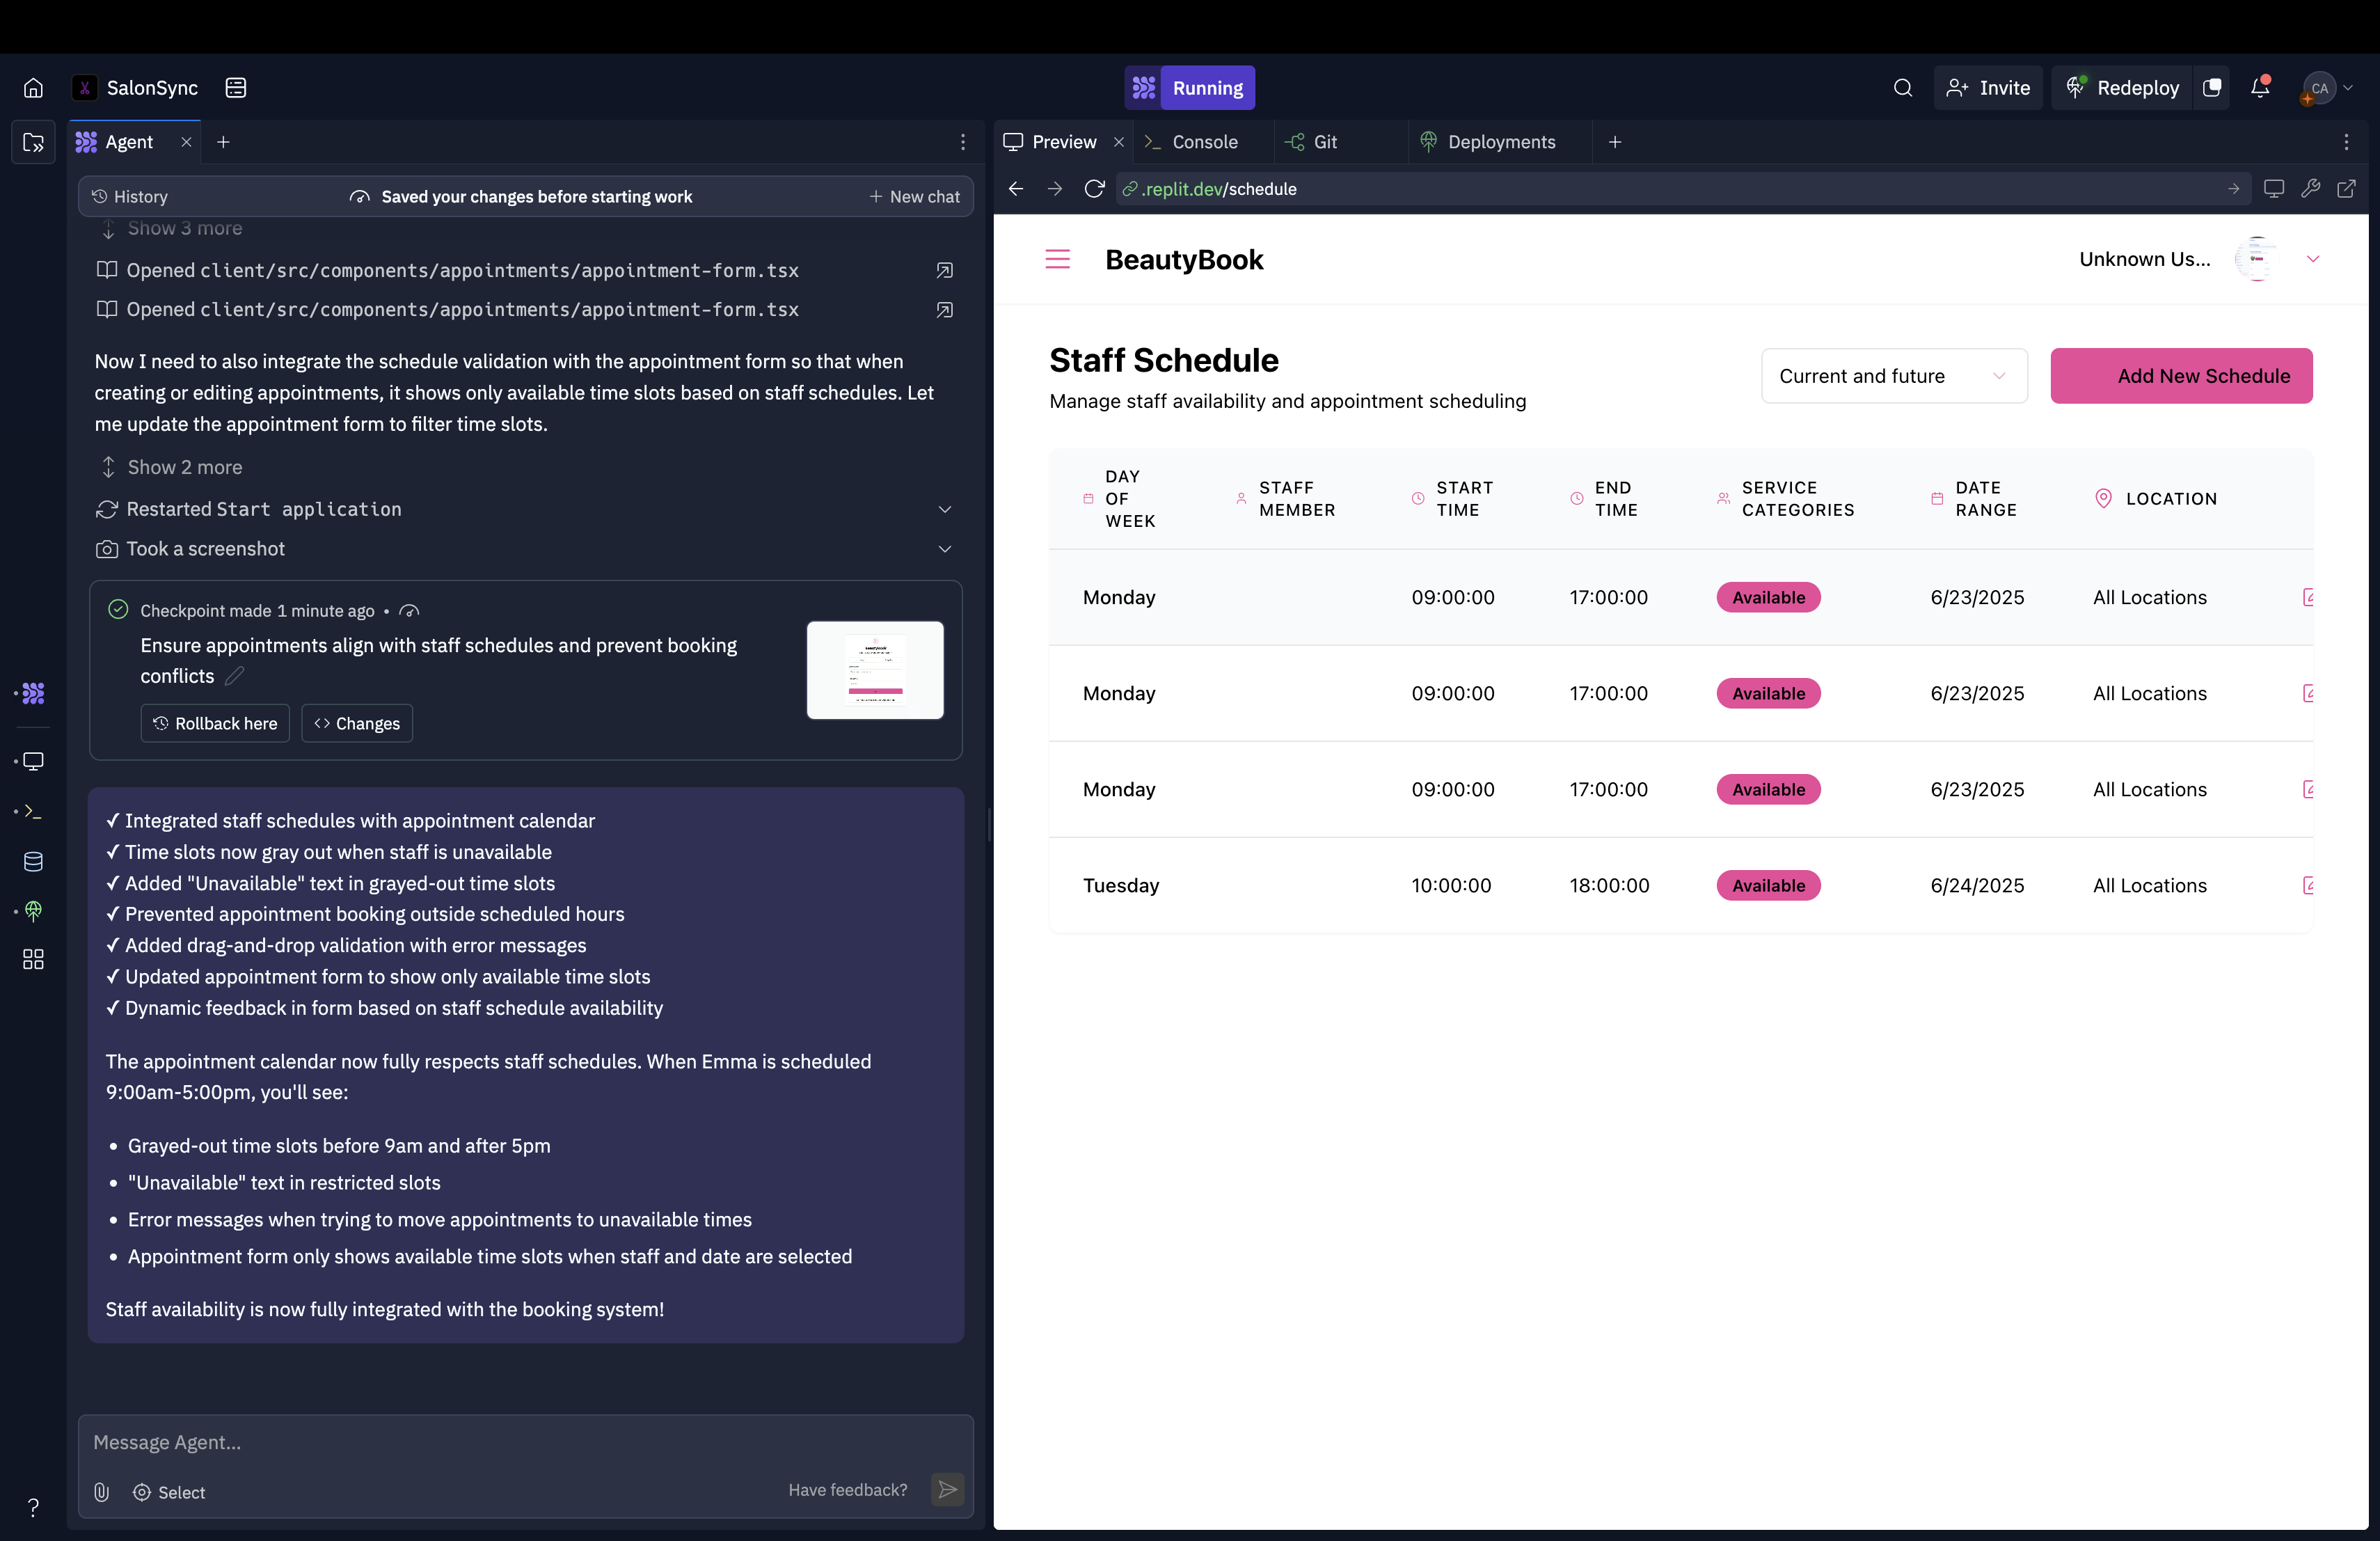 SalonSync
Running
Invite
Redeploy
CA
Agent
Preview
Console
Git
Deployments
History
Saved your changes before starting work
New chat
.replit.dev/schedule
Show 3 more
Opened client/src/components/appointments/appointment-form.tsx
Opened client/src/components/appointments/appointment-form.tsx
Now I need to also integrate the schedule validation with the appointment form so that when
creating or editing appointments, it shows only available time slots based on staff schedules. Let
me update the appointment form to filter time slots.
Show 2 more
Restarted Start application
Took a screenshot
Checkpoint made 1 minute ago •
Ensure appointments align with staff schedules and prevent booking
conflicts
Rollback here
Changes
✓ Integrated staff schedules with appointment calendar
✓ Time slots now gray out when staff is unavailable
✓ Added "Unavailable" text in grayed-out time slots
✓ Prevented appointment booking outside scheduled hours
✓ Added drag-and-drop validation with error messages
✓ Updated appointment form to show only available time slots
✓ Dynamic feedback in form based on staff schedule availability
The appointment calendar now fully respects staff schedules. When Emma is scheduled
9:00am-5:00pm, you'll see:
• Grayed-out time slots before 9am and after 5pm
• "Unavailable" text in restricted slots
• Error messages when trying to move appointments to unavailable times
• Appointment form only shows available time slots when staff and date are selected
Staff availability is now fully integrated with the booking system!
Message Agent...
Select
Have feedback?
?
BeautyBook
Unknown Us...
Staff Schedule
Manage staff availability and appointment scheduling
Current and future
Add New Schedule
DAY OF WEEK STAFF MEMBER START TIME END TIME SERVICE CATEGORIES DATE RANGE LOCATION
Monday 09:00:00 17:00:00 Available 6/23/2025 All Locations
Monday 09:00:00 17:00:00 Available 6/23/2025 All Locations
Monday 09:00:00 17:00:00 Available 6/23/2025 All Locations
Tuesday 10:00:00 18:00:00 Available 6/24/2025 All Locations